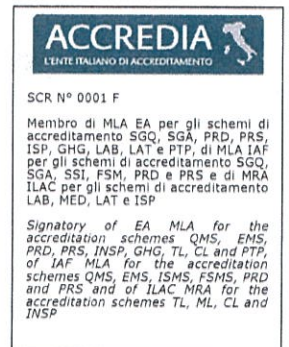 ACCREDIA
L'ENTE ITALIANO DI ACCREDITAMENTO
SCR N° 0001 F
Membro di MLA EA per gli schemi di
accreditamento SGQ, SGA, PRD, PRS,
ISP, GHG, LAB, LAT e PTP, di MLA IAF
per gli schemi di accreditamento SGQ,
SGA, SSI, FSM, PRD e PRS e di MRA
ILAC per gli schemi di accreditamento
LAB, MED, LAT e ISP
Signatory of EA MLA for the
accreditation schemes QMS, EMS,
PRD, PRS, INSP, GHG, TL, CL and PTP,
of IAF MLA for the accreditation
schemes QMS, EMS, ISMS, FSMS, PRD
and PRS and of ILAC MRA for the
accreditation schemes TL, ML, CL and
INSP